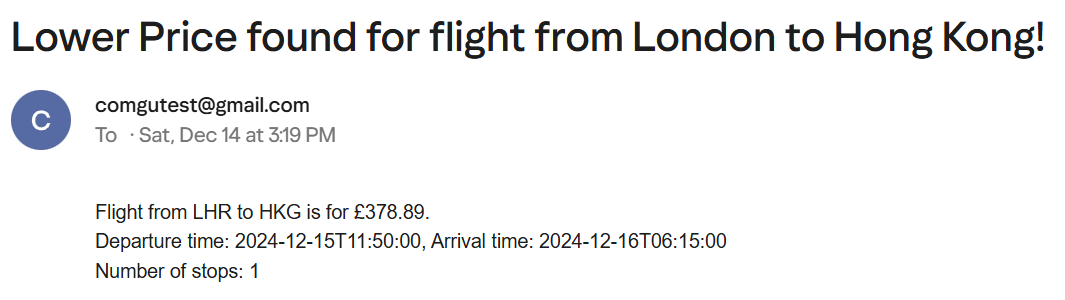 Lower Price found for flight from London to Hong Kong!
C
comgutest@gmail.com
To · Sat, Dec 14 at 3:19 PM
Flight from LHR to HKG is for £378.89.
Departure time: 2024-12-15T11:50:00, Arrival time: 2024-12-16T06:15:00
Number of stops: 1